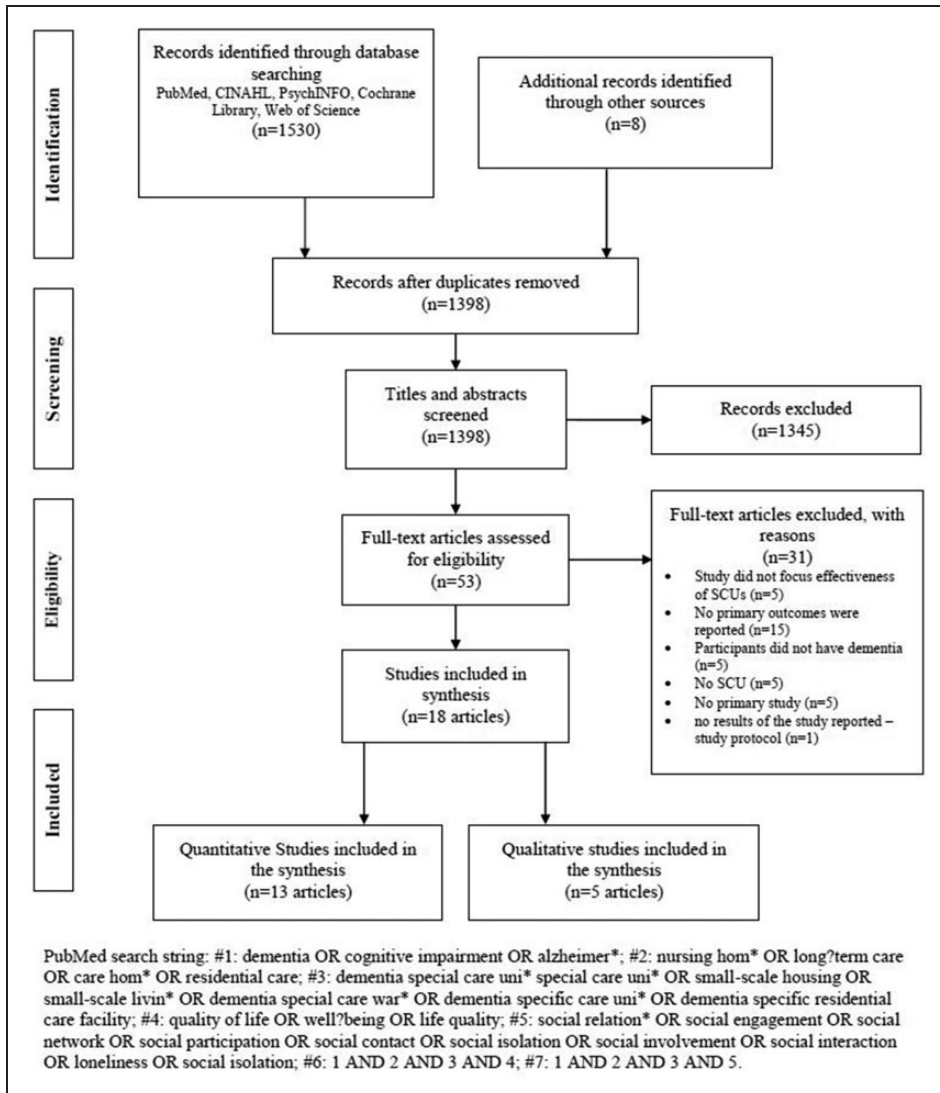 Identification
Records identified through database
searching
PubMed, CINAHL, PsychINFO, Cochrane
Library, Web of Science
(n=1530)
Additional records identified
through other sources
(n=8)
Records after duplicates removed
(n=1398)
Screening
Titles and abstracts
screened
(n=1398)
Records excluded
(n=1345)
Eligibility
Full-text articles assessed
for eligibility
(n=53)
Full-text articles excluded, with
reasons
(n=31)
• Study did not focus effectiveness
of SCUs (n=5)
• No primary outcomes were
reported (n=15)
• Participants did not have dementia
(n=5)
• No SCU (n=5)
• No primary study (n=5)
• no results of the study reported –
study protocol (n=1)
Studies included in
synthesis
n=18 articles)
Included
Quantitative Studies included in
the synthesis
(n=13 articles)
Qualitative studies included in
the synthesis
(n=5 articles)
PubMed search string: #1: dementia OR cognitive impairment OR alzheimer*; #2: nursing hom* OR long?term care
OR care hom* OR residential care; #3: dementia special care uni* special care uni* OR small-scale housing OR
small-scale livin* OR dementia special care war* OR dementia specific care uni* OR dementia specific residential
care facility; #4: quality of life OR well?being OR life quality; #5: social relation* OR social engagement OR social
network OR social participation OR social contact OR social isolation OR social involvement OR social interaction
OR loneliness OR social isolation; #6: 1 AND 2 AND 3 AND 4; #7: 1 AND 2 AND 3 AND 5.